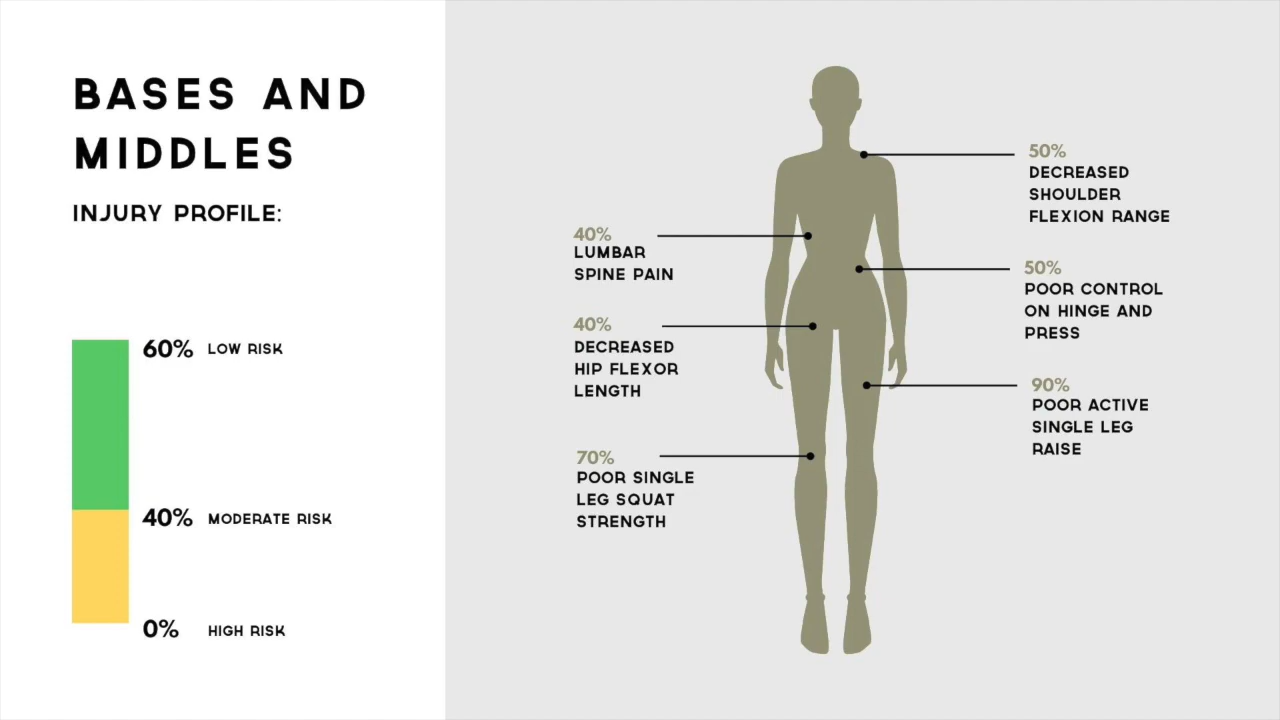 BASES AND
MIDDLES
INJURY PROFILE:
60% LOW RISK
40% MODERATE RISK
0% HIGH RISK
40%
LUMBAR
SPINE PAIN
40%
DECREASED
HIP FLEXOR
LENGTH
70%
POOR SINGLE
LEG SQUAT
STRENGTH
50%
DECREASED
SHOULDER
FLEXION RANGE
50%
POOR CONTROL
ON HINGE AND
PRESS
90%
POOR ACTIVE
SINGLE LEG
RAISE